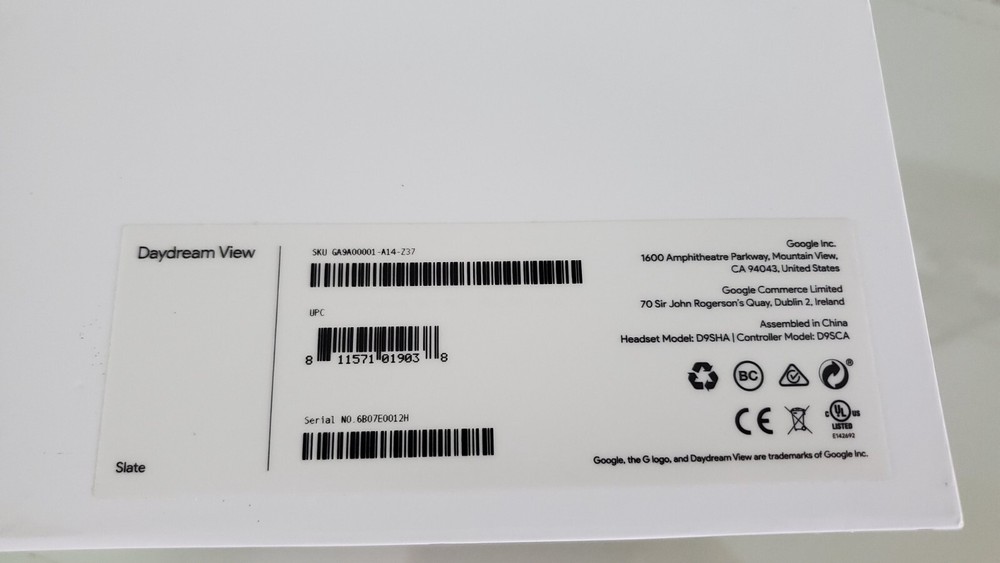 Daydream View
Slate
SKU GA9A00001-A14-Z37
UPC
8 11571 01903 8
Serial NO.6B07E0012H
Google Inc.
1600 Amphitheatre Parkway, Mountain View,
CA 94043, United States
Google Commerce Limited
70 Sir John Rogerson's Quay, Dublin 2, Ireland
Assembled in China
Headset Model: D9SHA | Controller Model: D9SCA
BC
®
CE
C UL US
LISTED
E142692
Google, the G logo, and Daydream View are trademarks of Google Inc.